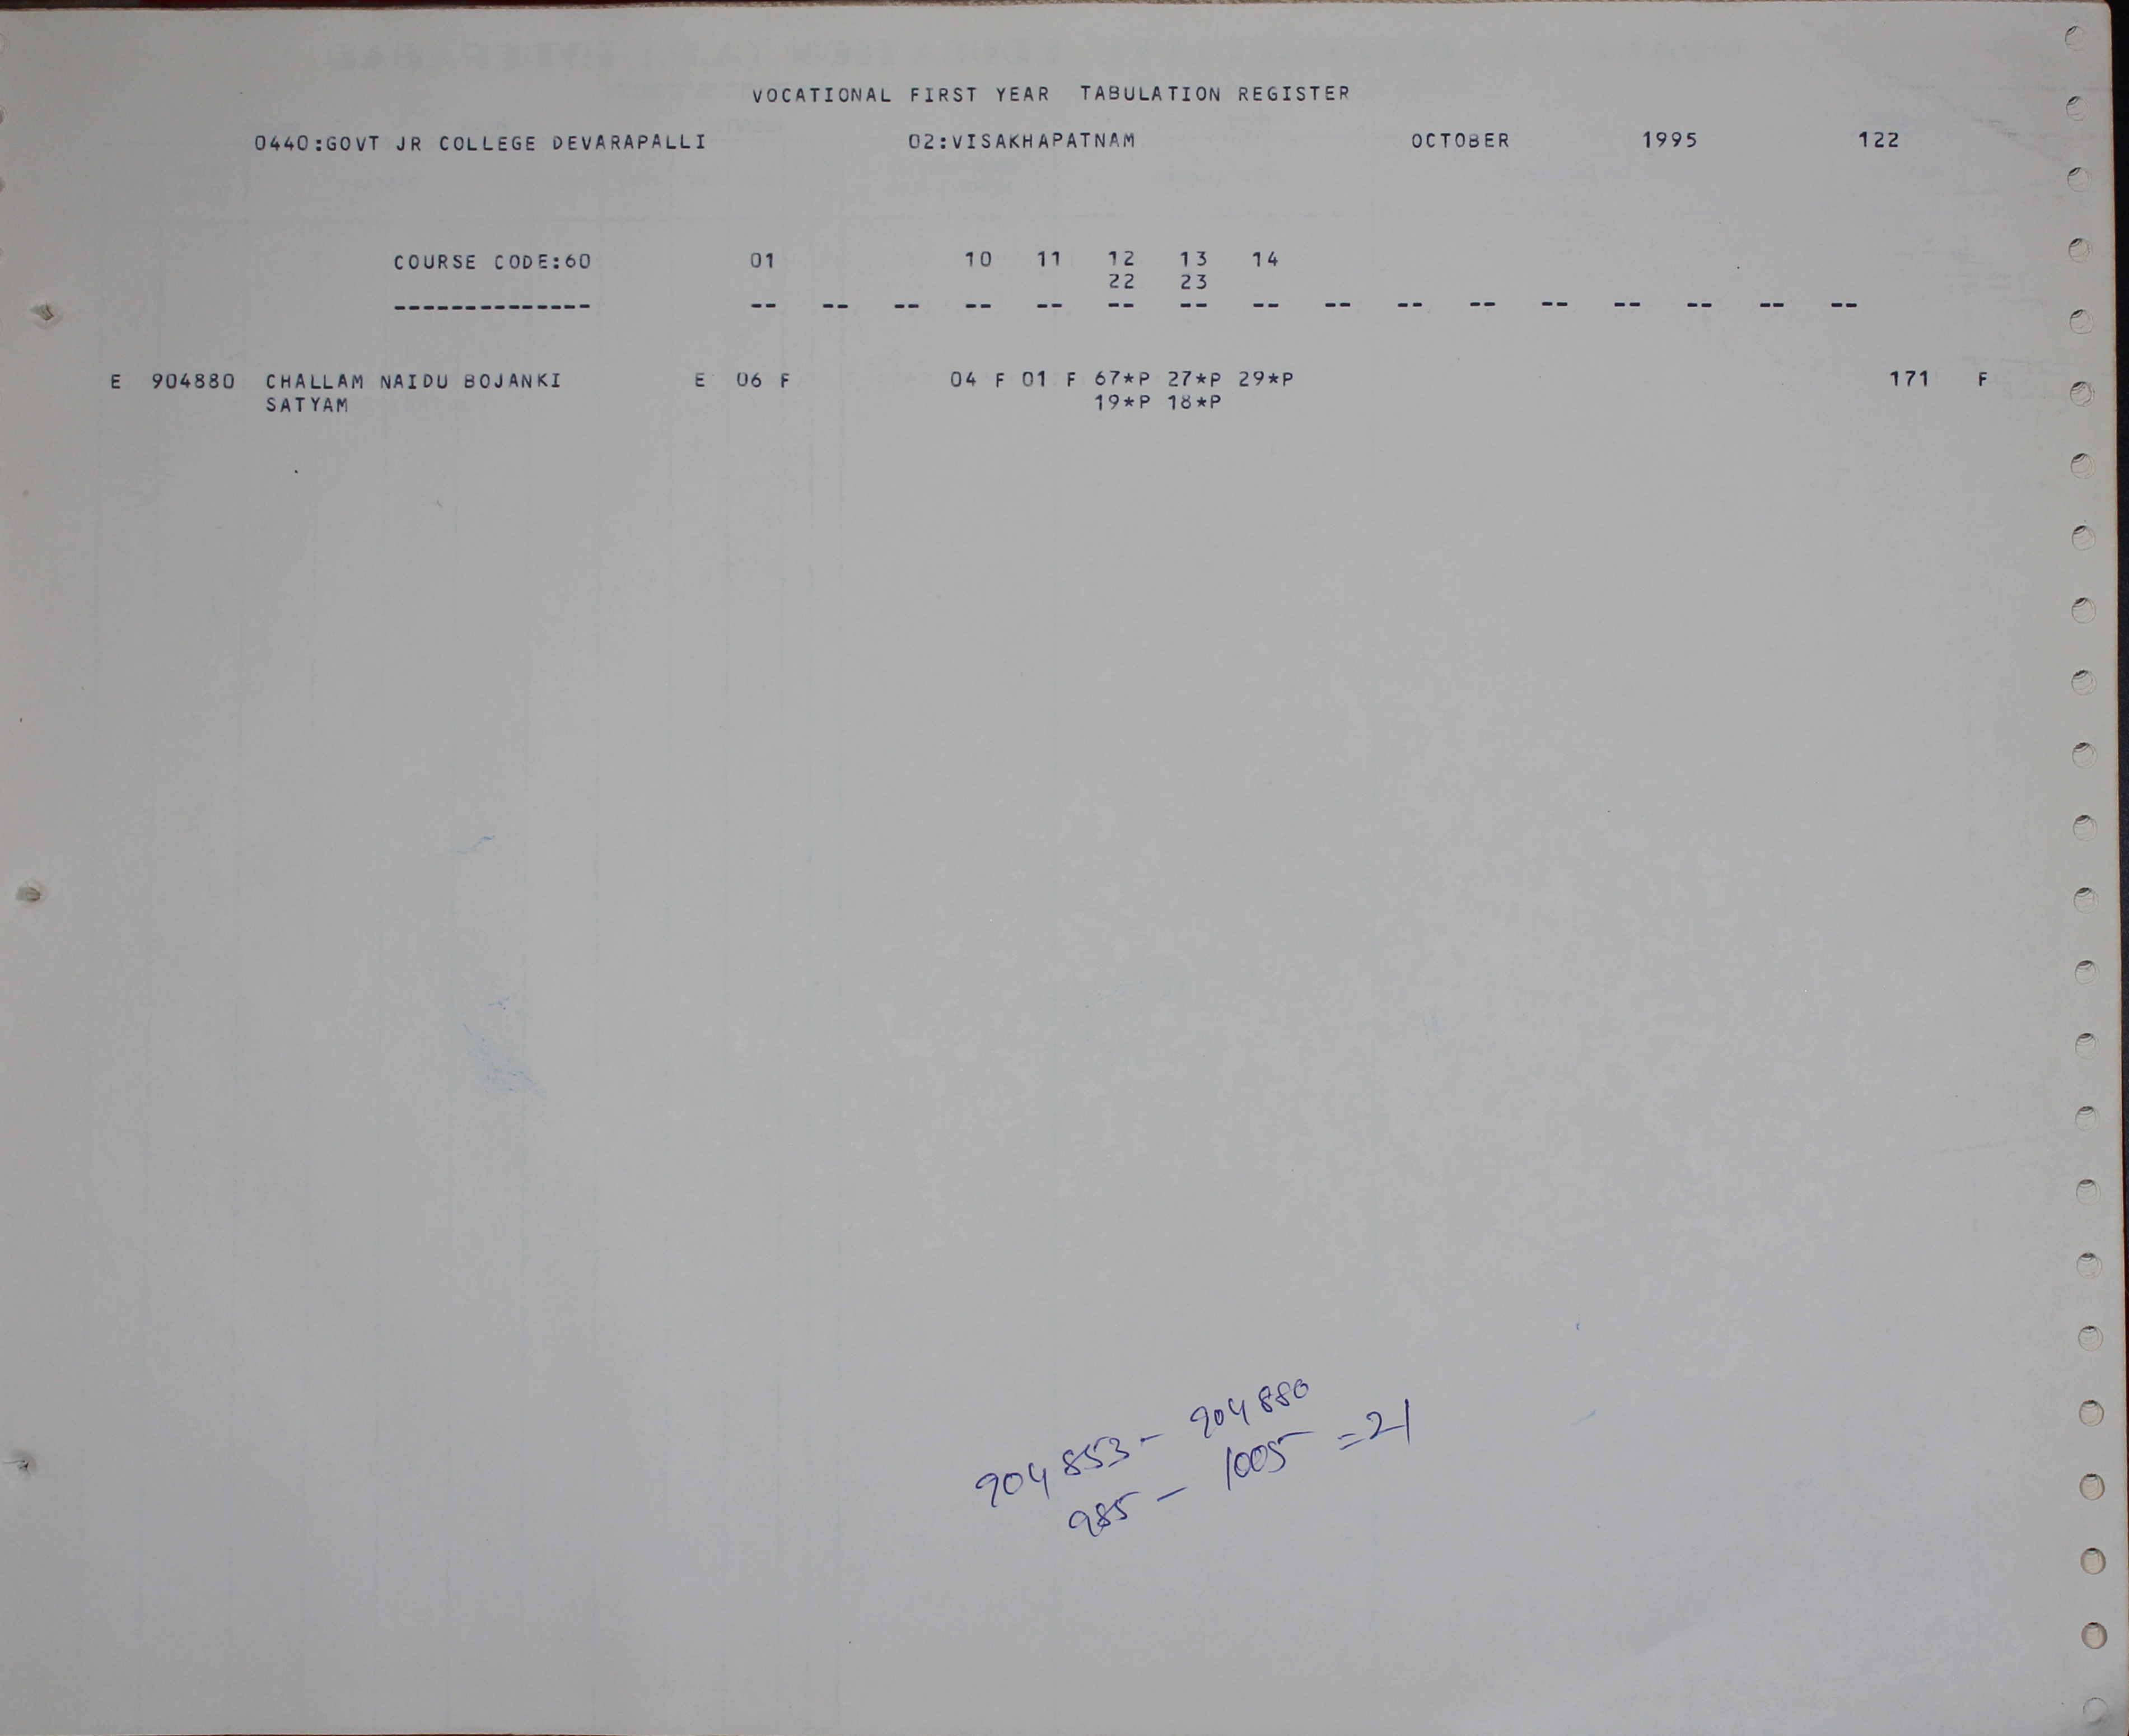 VOCATIONAL FIRST YEAR TABULATION REGISTER
0440:GOVT JR COLLEGE DEVARAPALLI 02:VISAKHAPATNAM OCTOBER 1995 122
COURSE CODE:60 01 10 11 12 13 14
22 23
-------------- -- -- -- -- -- -- -- -- -- -- -- -- -- -- -- --
E 904880 CHALLAM NAIDU BOJANKI E 06 F 04 F 01 F 67*P 27*P 29*P 171 F
SATYAM 19*P 18*P
904853 - 904880
985 - 1005 = 21